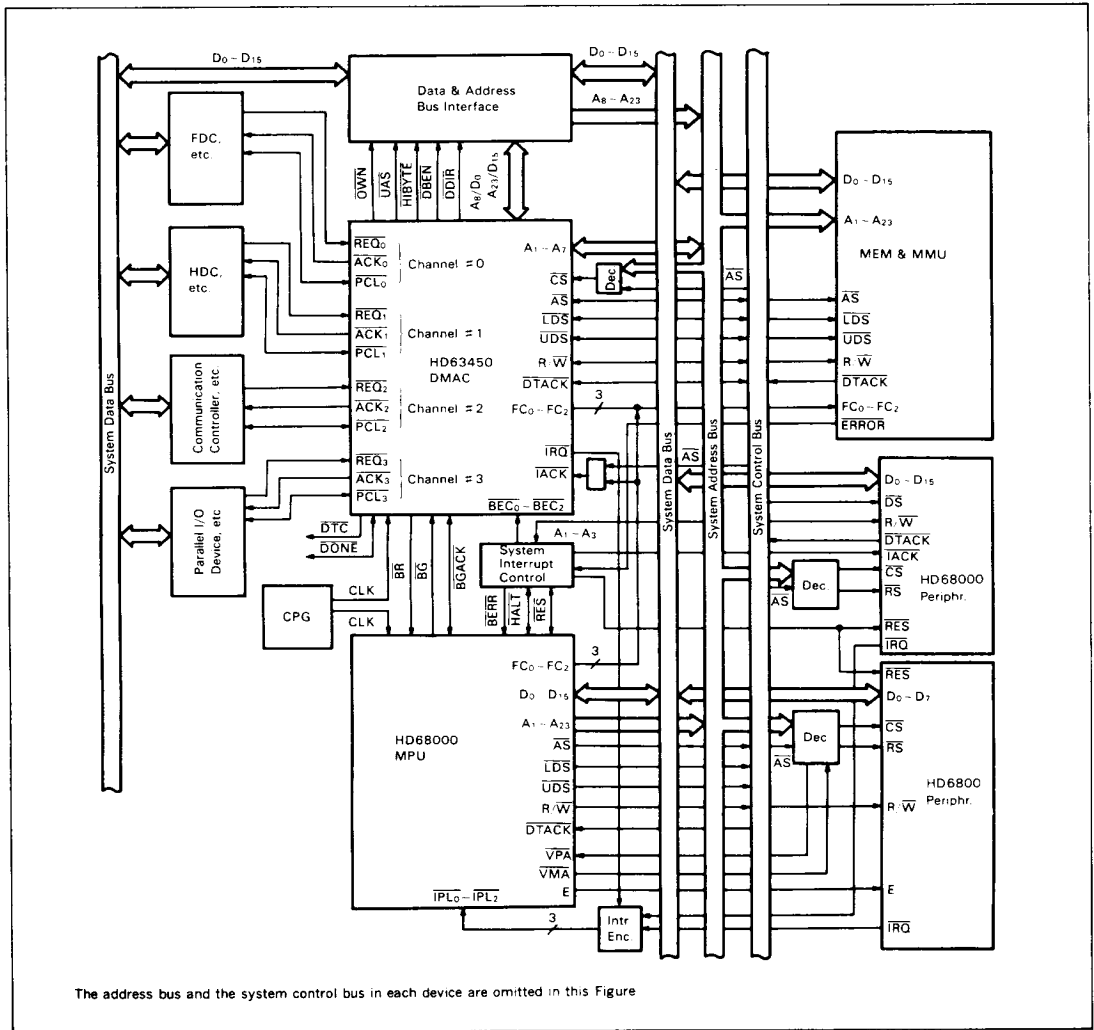 D0~D15
D0~D15
Data & Address
Bus Interface
A8~A23
FDC,
etc.
OWN
UAS
HIBYTE
DBEN
DDIR
A8/D0
A23/D15
D0~D15
A1~A23
MEM & MMU
AS
LDS
UDS
R/W
DTACK
FC0~FC2
ERROR
HDC,
etc.
Communication
Controller, etc.
Parallel I/O
Device, etc
System Data Bus
REQ0
ACK0
PCL0
Channel #0
REQ1
ACK1
PCL1
Channel #1
HD63450
DMAC
REQ2
ACK2
PCL2
Channel #2
REQ3
ACK3
PCL3
Channel #3
A1~A7
CS
Dec
AS
AS
LDS
UDS
R/W
DTACK
FC0~FC2
3
IRQ
IACK
AS
BEC0~BEC2
System Data Bus
System Address Bus
System Control Bus
D0~D15
DS
R/W
DTACK
IACK
CS
RS
RES
IRQ
HD68000
Periphr.
Dec.
AS
DTC
DONE
BR
BG
BGACK
A1~A3
System
Interrupt
Control
BERR
HALT
RES
CPG
CLK
CLK
3
FC0~FC2
D0 D15
A1~A23
HD68000
MPU
AS
LDS
UDS
R/W
DTACK
VPA
VMA
E
IPL0~IPL2
3
Intr
Enc.
RES
D0~D7
CS
RS
Dec
AS
HD6800
Periphr.
R/W
E
IRQ
The address bus and the system control bus in each device are omitted in this Figure